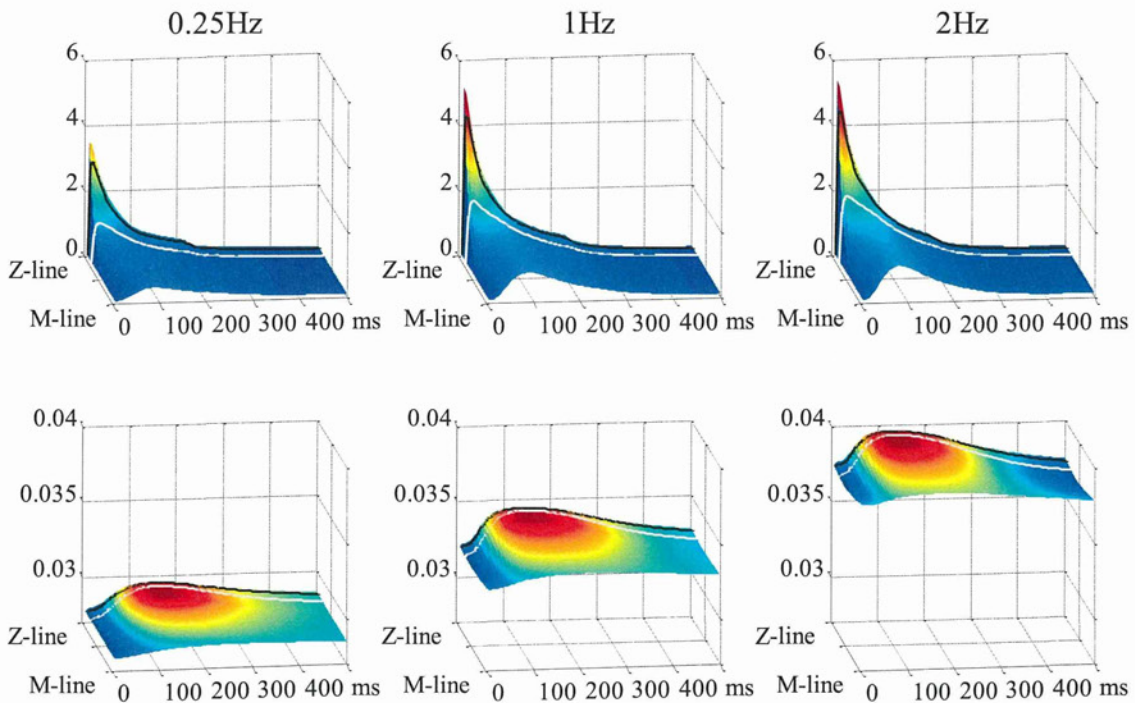 0.25Hz 1Hz 2Hz
6 6 6
4 4 4
2 2 2
0 0 0
Z-line Z-line Z-line
M-line M-line M-line
0 100 200 300 400 ms 0 100 200 300 400 ms 0 100 200 300 400 ms
0.04 0.04 0.04
0.035 0.035 0.035
0.03 0.03 0.03
Z-line Z-line Z-line
M-line M-line M-line
0 100 200 300 400 ms 0 100 200 300 400 ms 0 100 200 300 400 ms